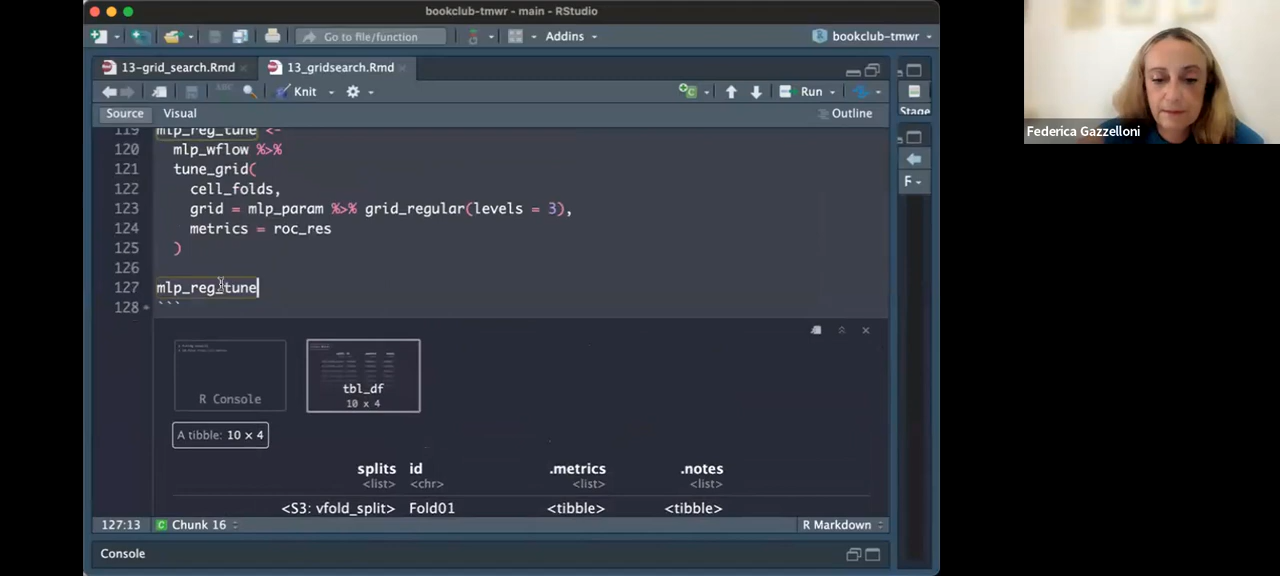 bookclub-tmwr - main - RStudio
Go to file/function
Addins
bookclub-tmwr
13-grid_search.Rmd
13_gridsearch.Rmd
Knit
Run
Stage
Source
Visual
Outline
119 mlp_reg_tune <-
120 mlp_wflow %>%
121 tune_grid(
122 cell_folds,
123 grid = mlp_param %>% grid_regular(levels = 3),
124 metrics = roc_res
125 )
126
127 mlp_reg_tune
128 ```
F
R Console
tbl_df
10 x 4
A tibble: 10 × 4
splits id .metrics .notes
<list> <chr> <list> <list>
<S3: vfold_split> Fold01 <tibble> <tibble>
127:13
Chunk 16
R Markdown
Console
Federica Gazzelloni